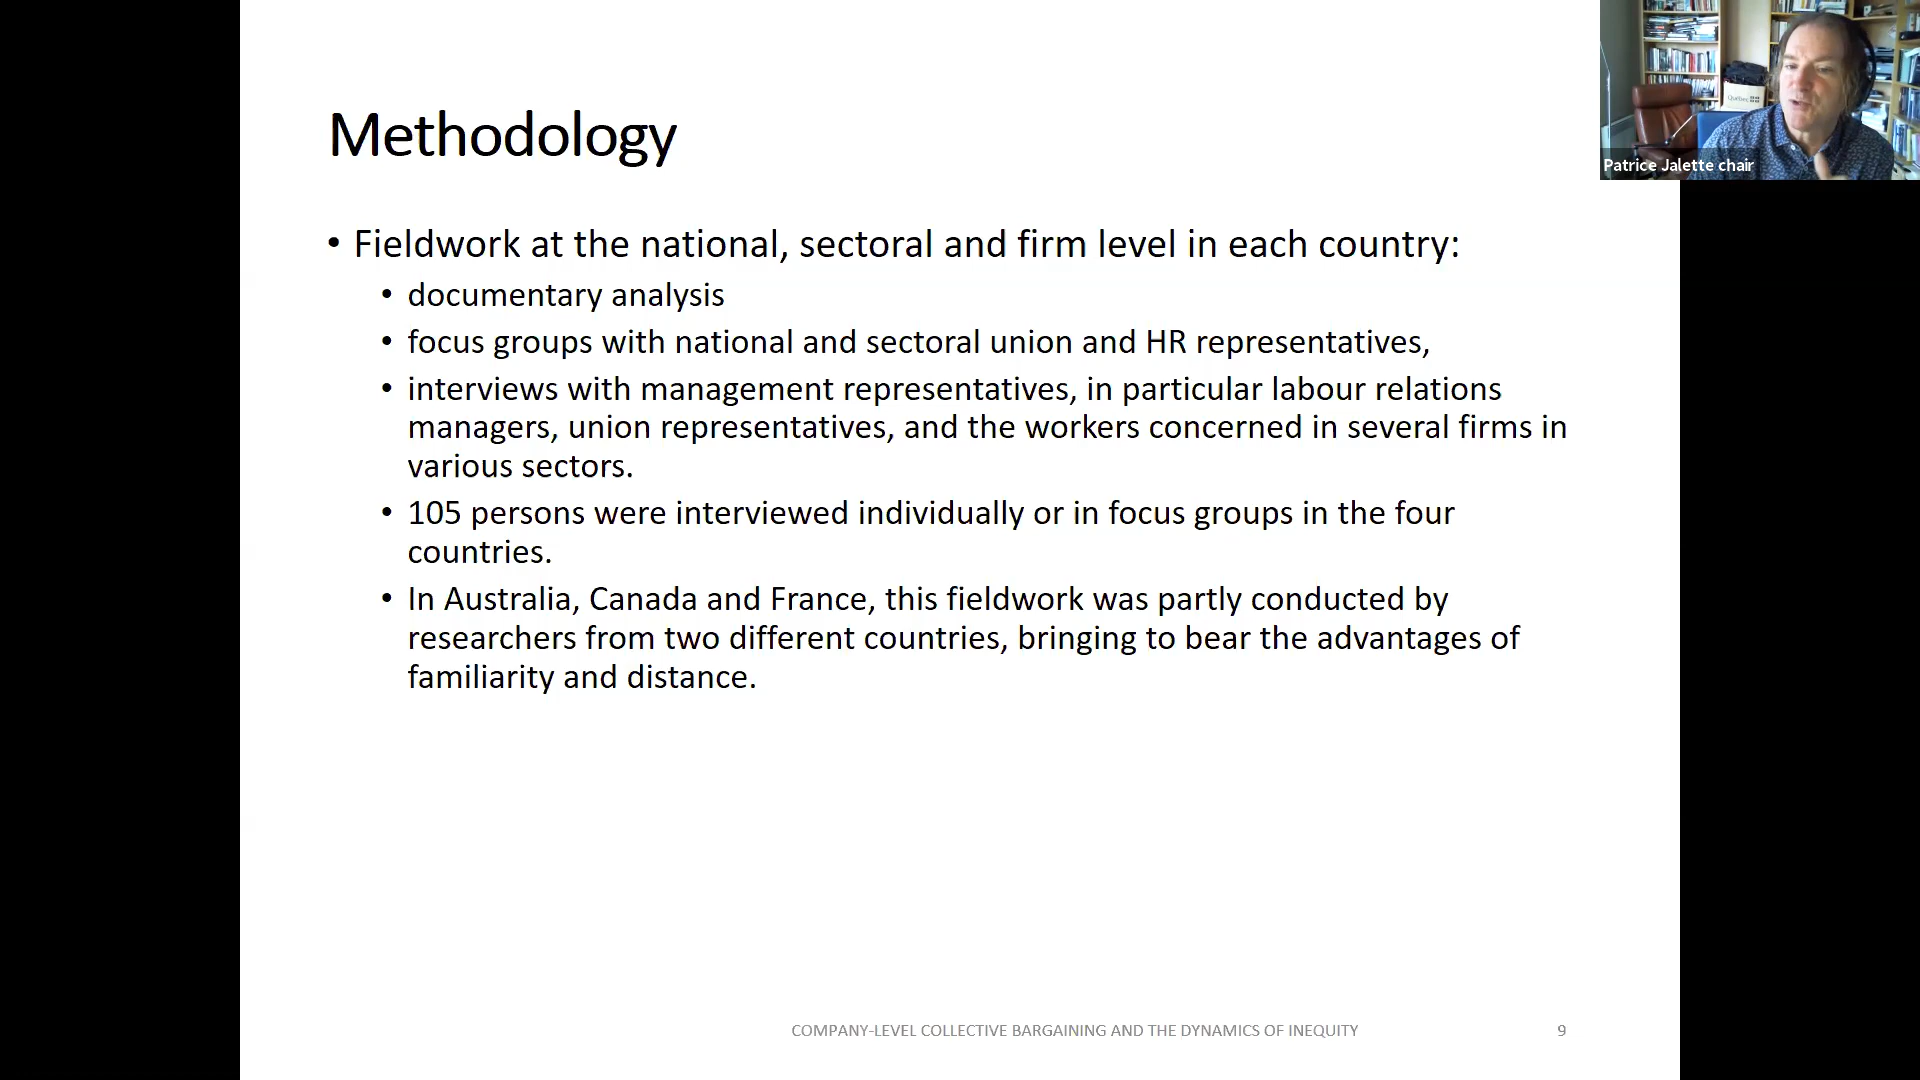 Methodology
• Fieldwork at the national, sectoral and firm level in each country:
• documentary analysis
• focus groups with national and sectoral union and HR representatives,
• interviews with management representatives, in particular labour relations
managers, union representatives, and the workers concerned in several firms in
various sectors.
• 105 persons were interviewed individually or in focus groups in the four
countries.
• In Australia, Canada and France, this fieldwork was partly conducted by
researchers from two different countries, bringing to bear the advantages of
familiarity and distance.
COMPANY-LEVEL COLLECTIVE BARGAINING AND THE DYNAMICS OF INEQUITY
9
Québec
Patrice Jalette chair